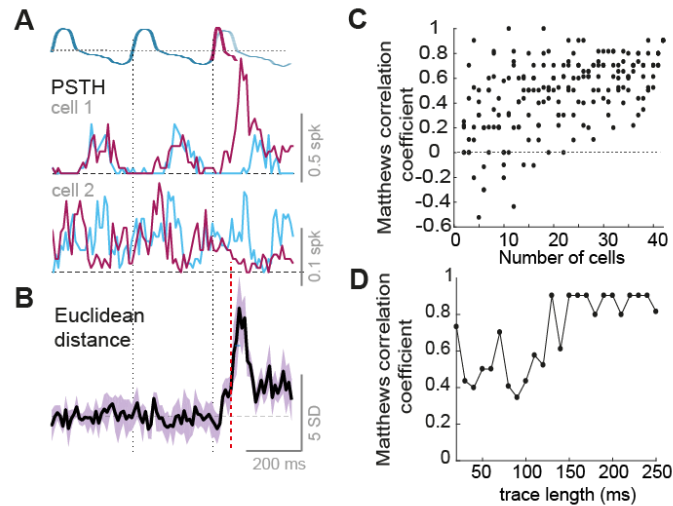 A
PSTH
cell 1
0.5 spk
cell 2
0.1 spk
B
Euclidean
distance
5 SD
200 ms
C
Matthews correlation
coefficient
1
0.8
0.6
0.4
0.2
0
-0.2
-0.4
-0.6
0 10 20 30 40
Number of cells
D
Matthews correlation
coefficient
1
0.8
0.6
0.4
0.2
0
50 100 150 200 250
trace length (ms)